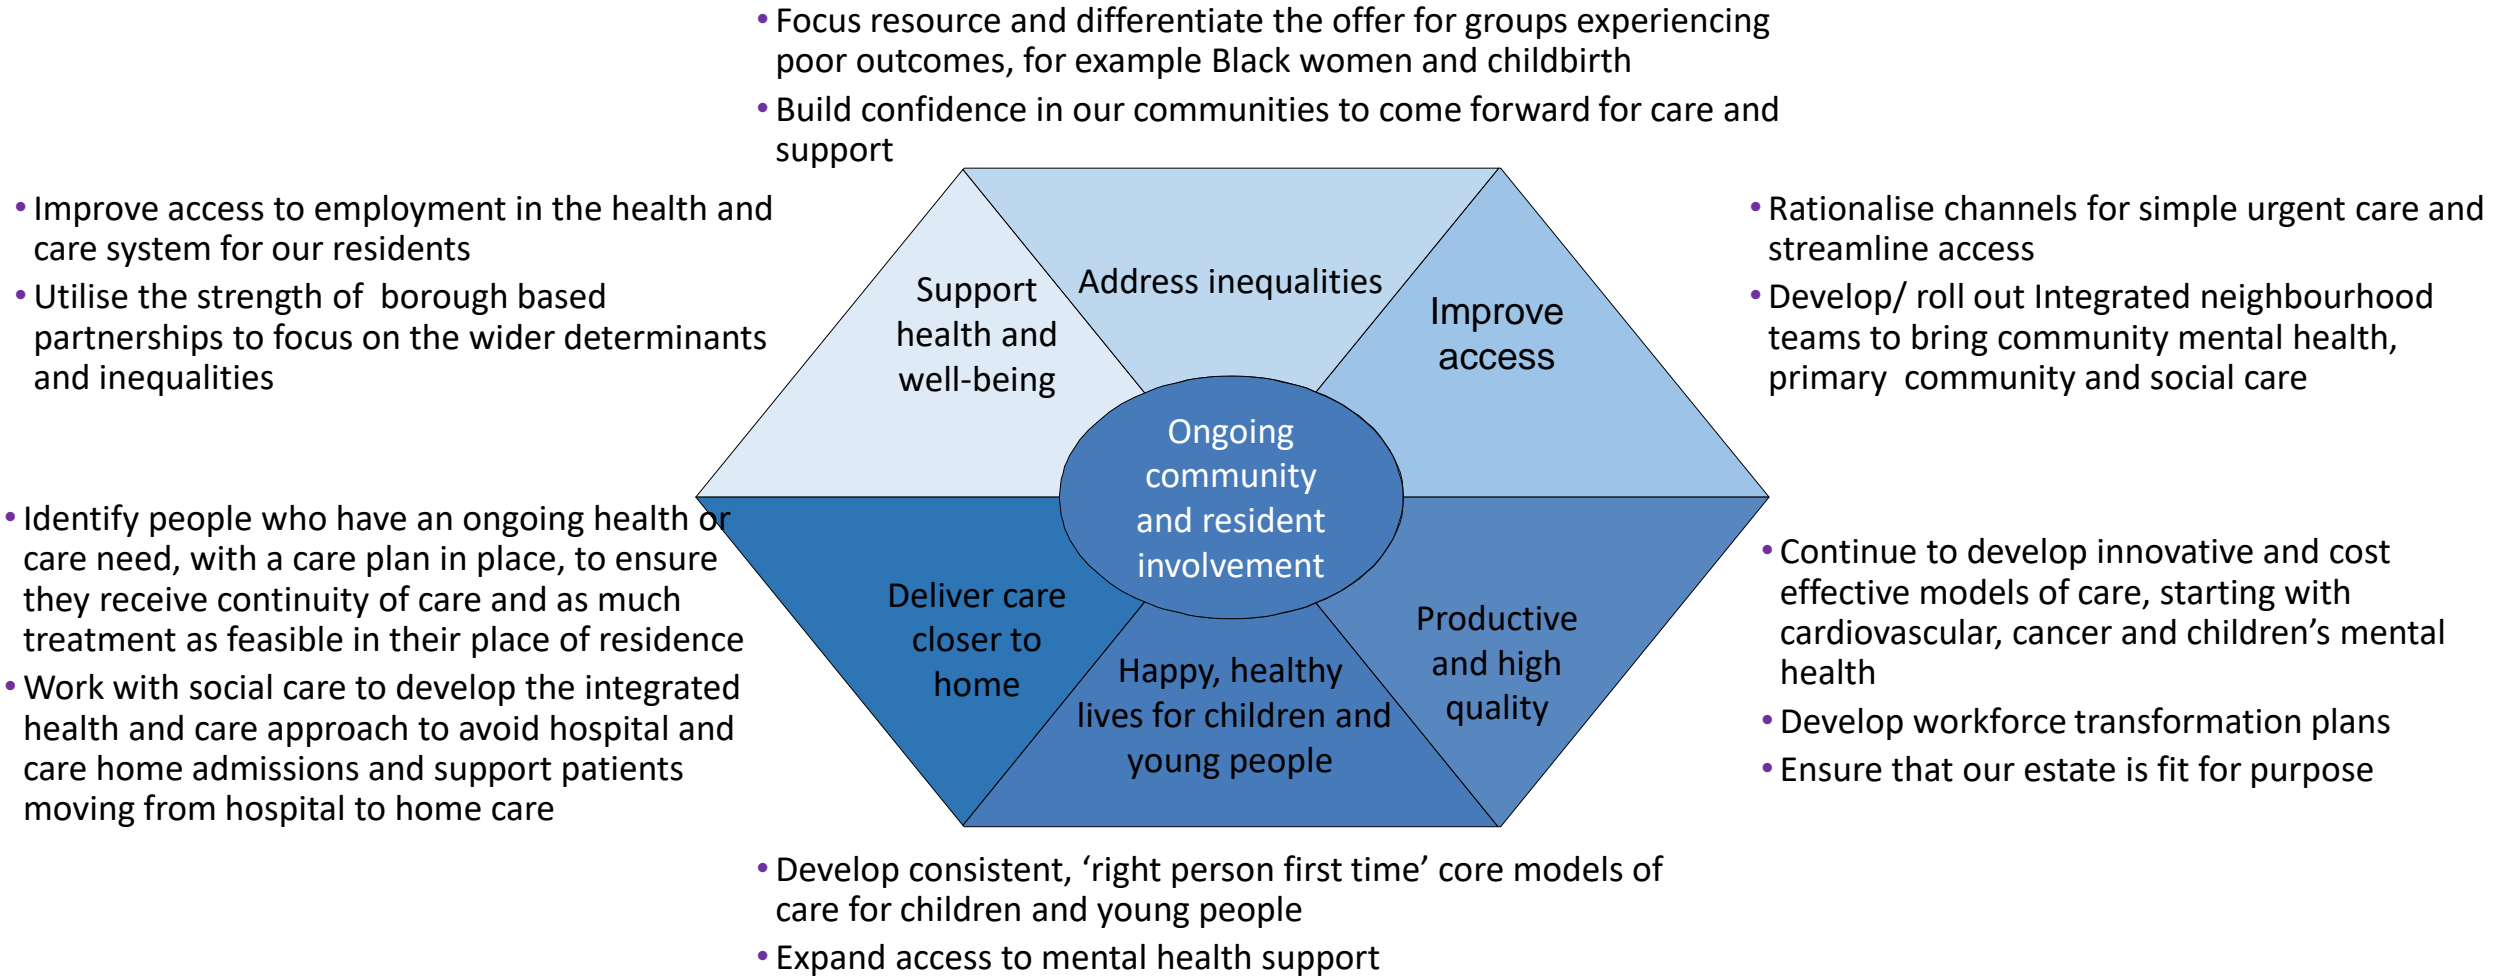 • Focus resource and differentiate the offer for groups experiencing
poor outcomes, for example Black women and childbirth
• Build confidence in our communities to come forward for care and
support
• Improve access to employment in the health and
care system for our residents
• Utilise the strength of  borough based
partnerships to focus on the wider determinants
and inequalities
Support
health and
well-being
Address inequalities
Improve
access
• Rationalise channels for simple urgent care and
streamline access
• Develop/ roll out Integrated neighbourhood
teams to bring community mental health,
primary  community and social care
Ongoing
community
and resident
involvement
• Identify people who have an ongoing health or
care need, with a care plan in place, to ensure
they receive continuity of care and as much
treatment as feasible in their place of residence
• Work with social care to develop the integrated
health and care approach to avoid hospital and
care home admissions and support patients
moving from hospital to home care
Deliver care
closer to
home
Happy, healthy
lives for children and
young people
Productive
and high
quality
• Continue to develop innovative and cost
effective models of care, starting with
cardiovascular, cancer and children’s mental
health
• Develop workforce transformation plans
• Ensure that our estate is fit for purpose
• Develop consistent, ‘right person first time’ core models of
care for children and young people
• Expand access to mental health support